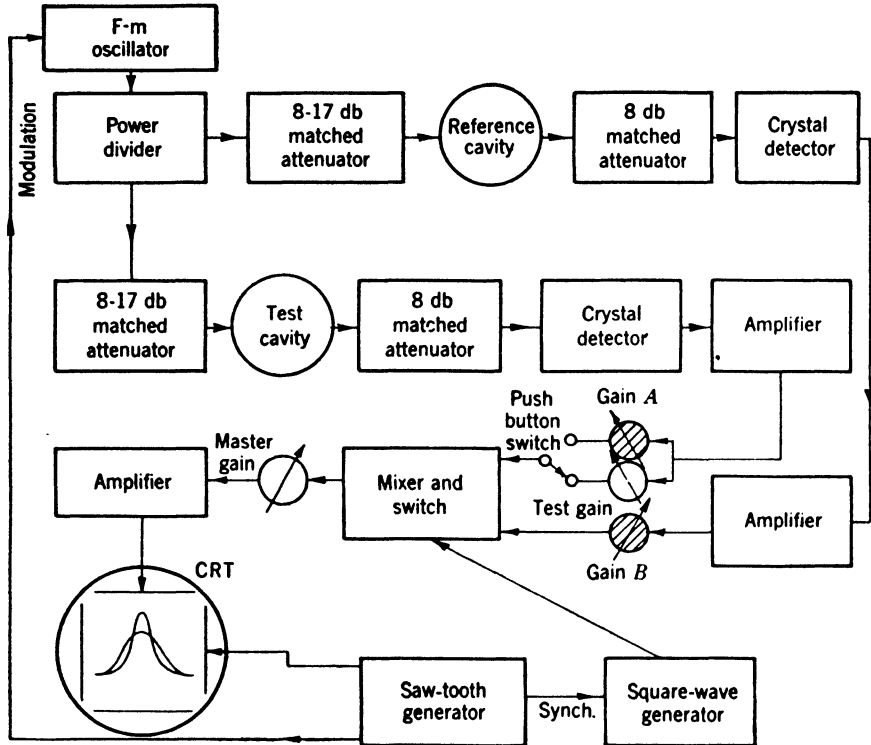 F-m
oscillator
Modulation
Power
divider
8-17 db
matched
attenuator
Reference
cavity
8 db
matched
attenuator
Crystal
detector
8-17 db
matched
attenuator
Test
cavity
8 db
matched
attenuator
Crystal
detector
Amplifier
Push
button
switch
Gain A
Master
gain
Amplifier
Mixer and
switch
Test gain
Amplifier
Gain B
CRT
Saw-tooth
generator
Synch.
Square-wave
generator